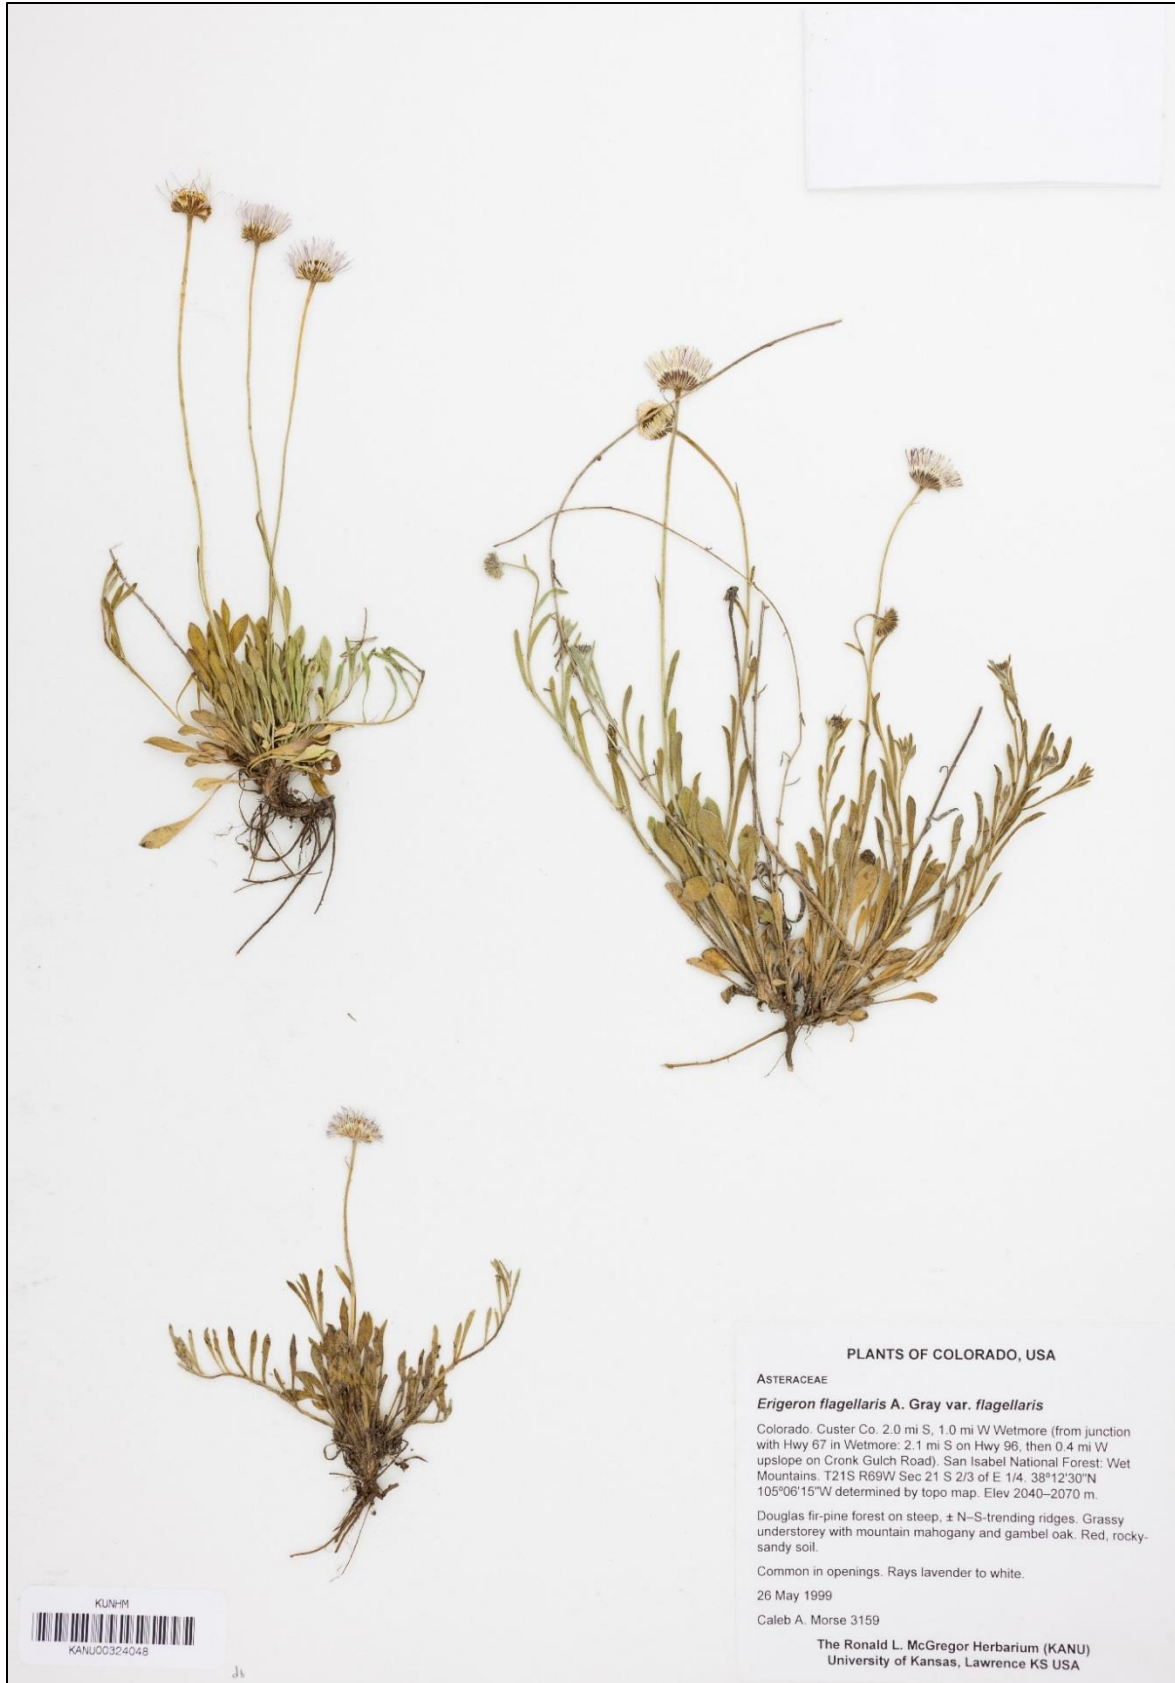 PLANTS OF COLORADO, USA
ASTERACEAE
Erigeron flagellaris A. Gray var. flagellaris
Colorado. Custer Co. 2.0 mi S, 1.0 mi W Wetmore (from junction
with Hwy 67 in Wetmore: 2.1 mi S on Hwy 96, then 0.4 mi W
upslope on Cronk Gulch Road). San Isabel National Forest: Wet
Mountains. T21S R69W Sec 21 S 2/3 of E 1/4. 38º12'30"N
105º06'15"W determined by topo map. Elev 2040–2070 m.
Douglas fir-pine forest on steep, ± N–S-trending ridges. Grassy
understorey with mountain mahogany and gambel oak. Red, rocky-
sandy soil.
Common in openings. Rays lavender to white.
26 May 1999
Caleb A. Morse 3159
The Ronald L. McGregor Herbarium (KANU)
University of Kansas, Lawrence KS USA
KUNHM
KANU00324048